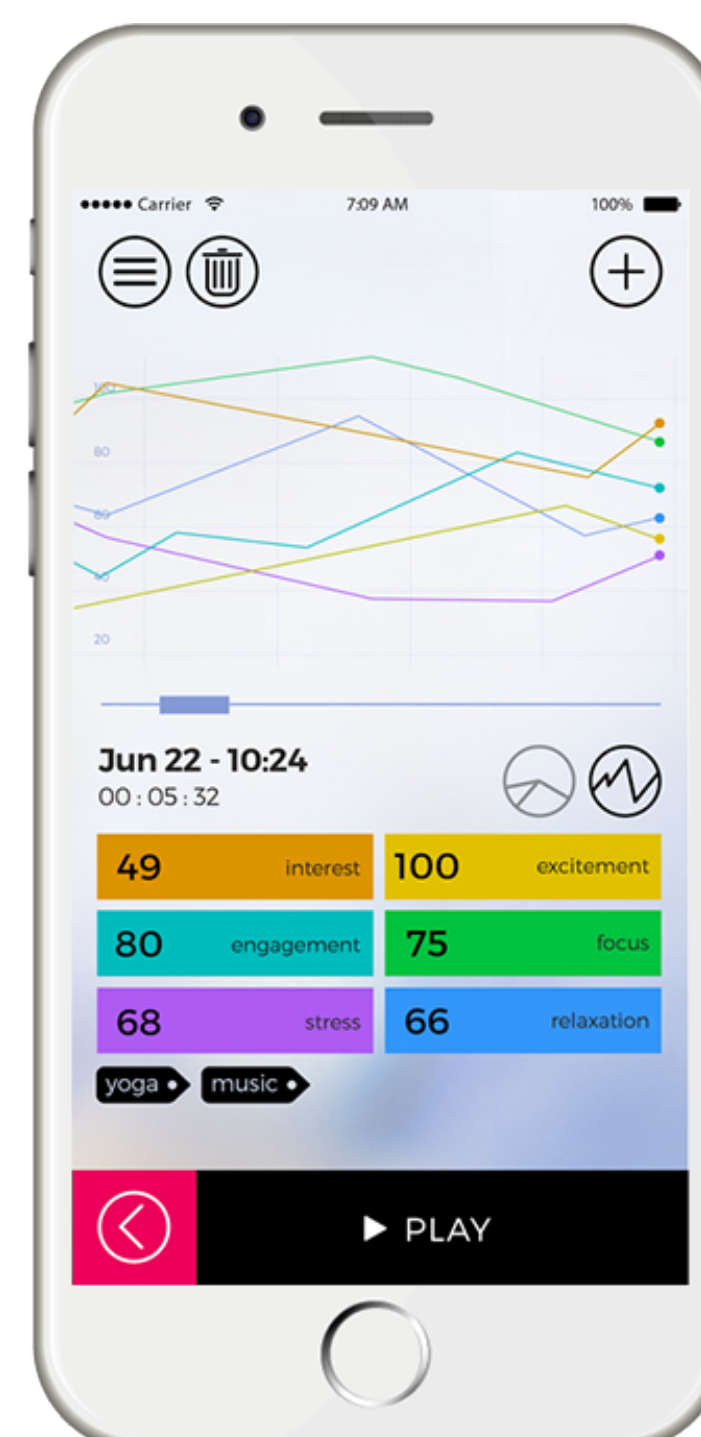 Carrier 7:09 AM 100%
100
80
60
40
20
Jun 22 - 10:24
00 : 05 : 32
49 interest 100 excitement
80 engagement 75 focus
68 stress 66 relaxation
yoga music
PLAY